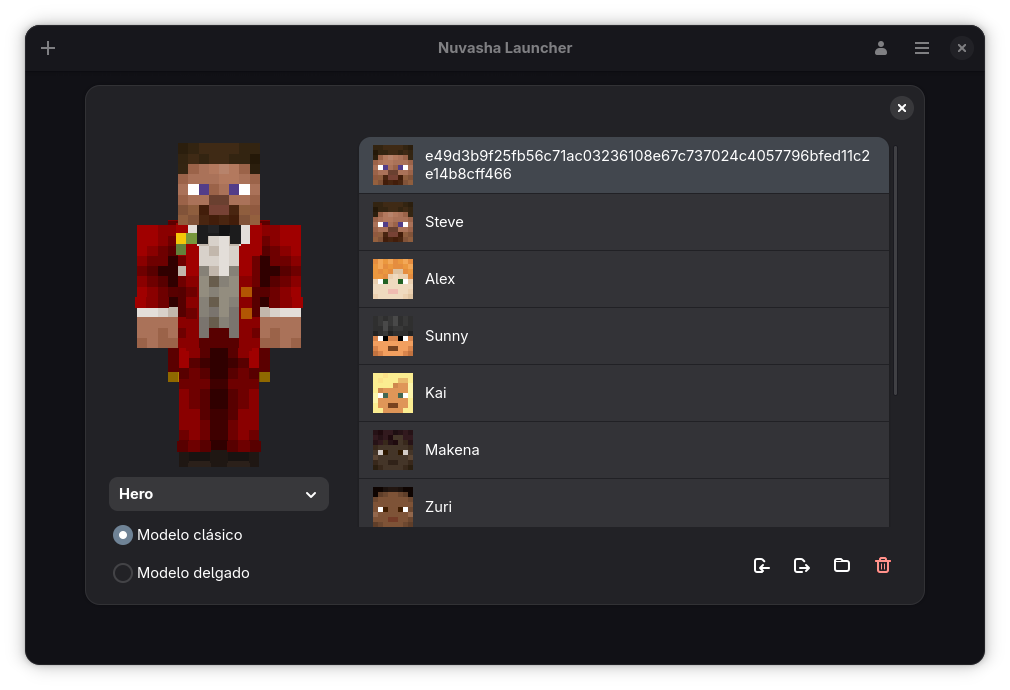 Nuvasha Launcher
e49d3b9f25fb56c71ac03236108e67c737024c4057796bfed11c2
e14b8cff466
Steve
Alex
Sunny
Kai
Makena
Zuri
Hero
Modelo clásico
Modelo delgado